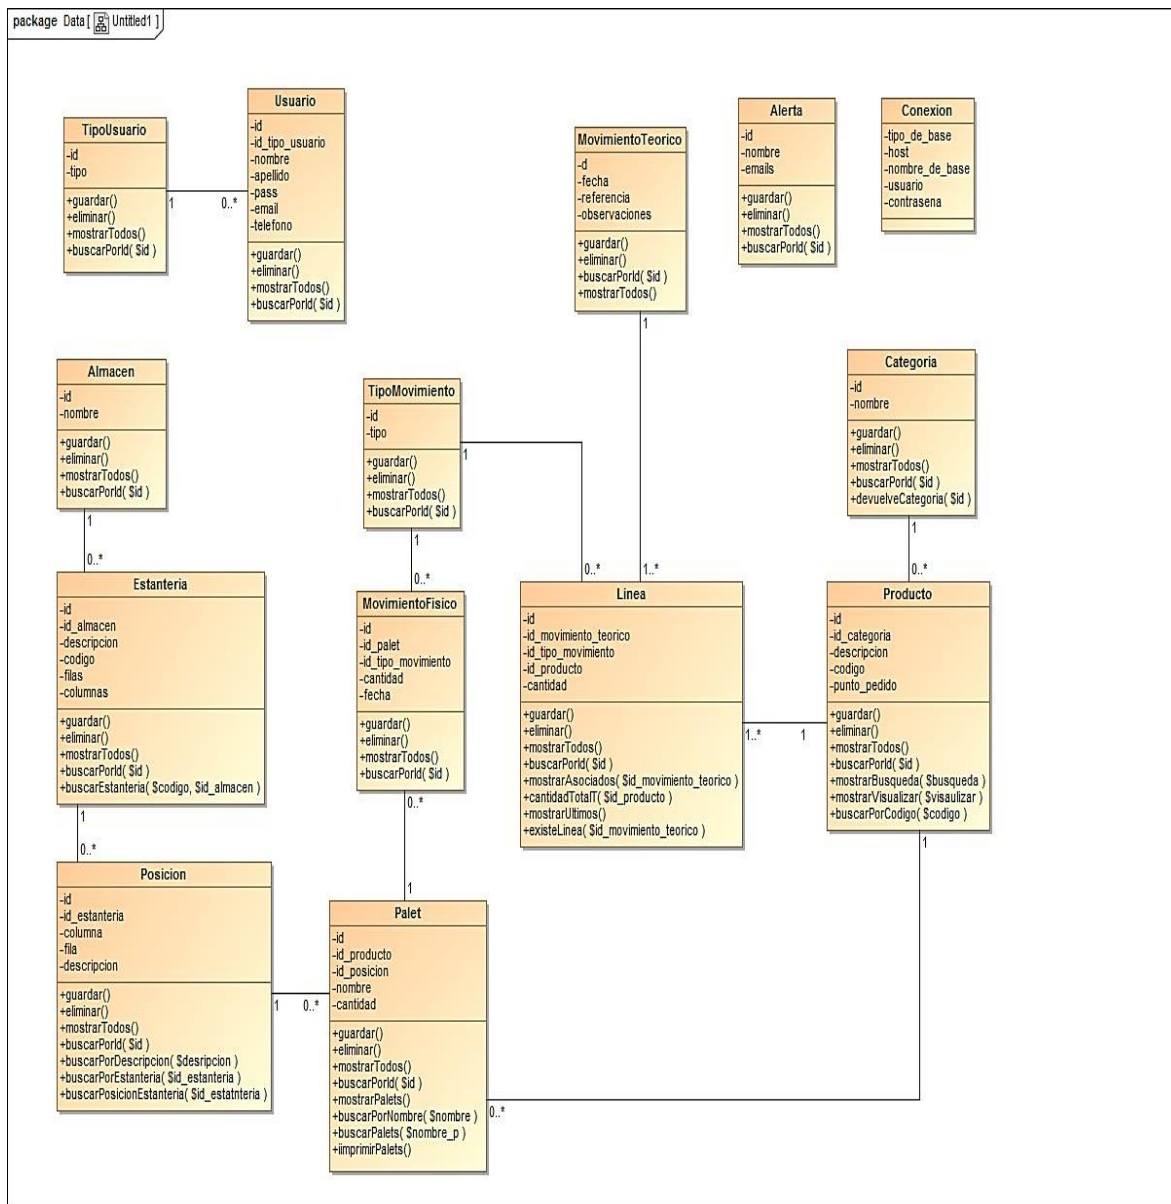 package Data [ Untitled1 ]
TipoUsuario
-id
-tipo
+guardar()
+eliminar()
+mostrarTodos()
+buscarPorId( $id )
1
0..*
Usuario
-id
-id_tipo_usuario
-nombre
-apellido
-pass
-email
-telefono
+guardar()
+eliminar()
+mostrarTodos()
+buscarPorId( $id )
MovimientoTeorico
-d
-fecha
-referencia
-observaciones
+guardar()
+eliminar()
+buscarPorId( $id )
+mostrarTodos()
1
Alerta
-id
-nombre
-emails
+guardar()
+eliminar()
+mostrarTodos()
+buscarPorId( $id )
Conexion
-tipo_de_base
-host
-nombre_de_base
-usuario
-contrasena
Almacen
-id
-nombre
+guardar()
+eliminar()
+mostrarTodos()
+buscarPorId( $id )
1
0..*
TipoMovimiento
-id
-tipo
+guardar()
+eliminar()
+mostrarTodos()
+buscarPorId( $id )
1
1
0..*
0..*
1..*
Categoria
-id
-nombre
+guardar()
+eliminar()
+mostrarTodos()
+buscarPorId( $id )
+devuelveCategoria( $id )
1
0..*
Estanteria
-id
-id_almacen
-descripcion
-codigo
-filas
-columnas
+guardar()
+eliminar()
+mostrarTodos()
+buscarPorId( $id )
+buscarEstanteria( $codigo, $id_almacen )
1
0..*
MovimientoFisico
-id
-id_palet
-id_tipo_movimiento
-cantidad
-fecha
+guardar()
+eliminar()
+mostrarTodos()
+buscarPorId( $id )
0..*
1
Linea
-id
-id_movimiento_teorico
-id_tipo_movimiento
-id_producto
-cantidad
+guardar()
+eliminar()
+mostrarTodos()
+buscarPorId( $id )
+mostrarAsociados( $id_movimiento_teorico )
+cantidadTotalT( $id_producto )
+mostrarUltimos()
+existeLinea( $id_movimiento_teorico )
1..*
1
Producto
-id
-id_categoria
-descripcion
-codigo
-punto_pedido
+guardar()
+eliminar()
+mostrarTodos()
+buscarPorId( $id )
+mostrarBusqueda( $busqueda )
+mostrarVisualizar( $visaulizar )
+buscarPorCodigo( $codigo )
1
Posicion
-id
-id_estanteria
-columna
-fila
-descripcion
+guardar()
+eliminar()
+mostrarTodos()
+buscarPorId( $id )
+buscarPorDescripcion( $desripcion )
+buscarPorEstanteria( $id_estanteria )
+buscarPosicionEstanteria( $id_estatnteria )
1
0..*
Palet
-id
-id_producto
-id_posicion
-nombre
-cantidad
+guardar()
+eliminar()
+mostrarTodos()
+buscarPorId( $id )
+mostrarPalets()
+buscarPorNombre( $nombre )
+buscarPalets( $nombre_p )
+iimprimirPalets()
0..*